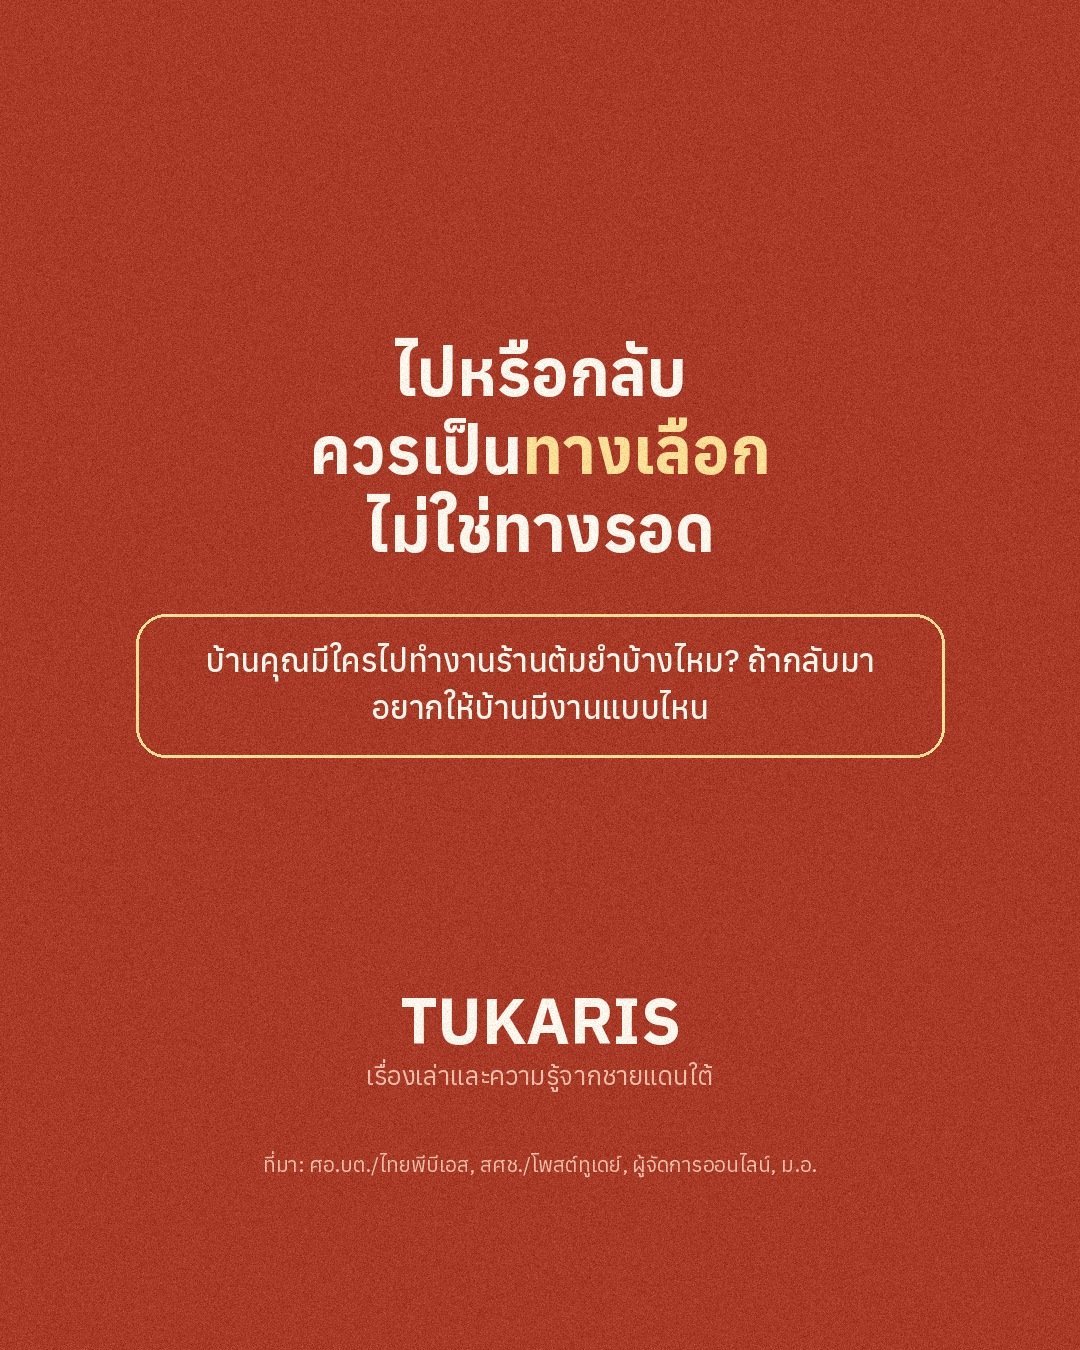 ไปหรือกลับ
ควรเป็นทางเลือก
ไม่ใช่ทางรอด
บ้านคุณมีใครไปทำงานร้านต้มยำบ้างไหม? ถ้ากลับมา
อยากให้บ้านมีงานแบบไหน
TUKARIS
เรื่องเล่าและความรู้จากชายแดนใต้
ที่มา: ศอ.บต./ไทยพีบีเอส, สศช./โพสต์ทูเดย์, ผู้จัดการออนไลน์, ม.อ.